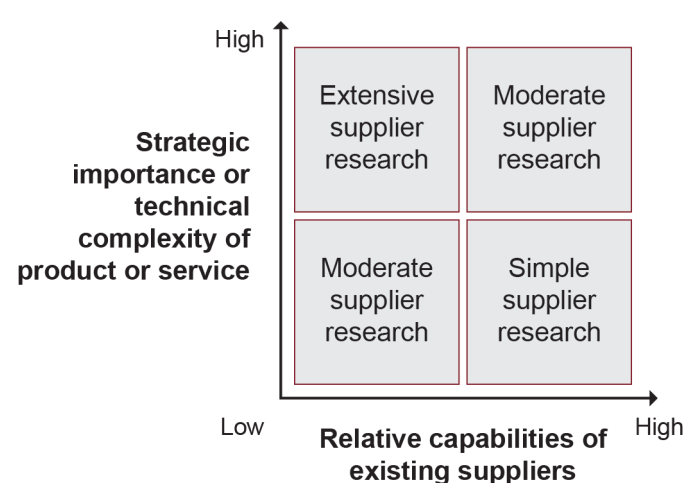 High
Strategic
importance or
technical
complexity of
product or service
Extensive
supplier
research
Moderate
supplier
research
Moderate
supplier
research
Simple
supplier
research
Low
Relative capabilities of
existing suppliers
High